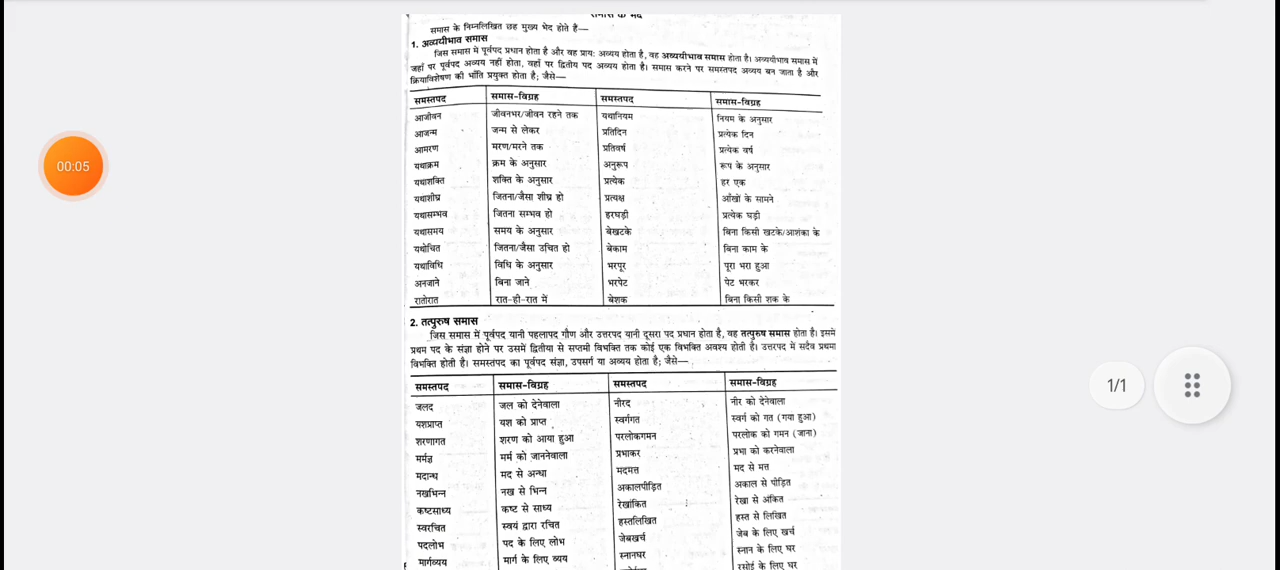 समास के भेद
समास के निम्नलिखित छह मुख्य भेद होते हैं—
1. अव्ययीभाव समास
जिस समास में पूर्वपद प्रधान होता है और वह प्राय: अव्यय होता है, वह अव्ययीभाव समास होता है। अव्ययीभाव समास में
जहाँ पर पूर्वपद अव्यय नहीं होता, वहाँ पर द्वितीय पद अव्यय होता है। समास करने पर समस्तपद अव्यय बन जाता है और
क्रियाविशेषण की भाँति प्रयुक्त होता है; जैसे—
समस्तपद समास-विग्रह समस्तपद समास-विग्रह
आजीवन जीवनभर/जीवन रहने तक यथानियम नियम के अनुसार
आजन्म जन्म से लेकर प्रतिदिन प्रत्येक दिन
आमरण मरण/मरने तक प्रतिवर्ष प्रत्येक वर्ष
यथाक्रम क्रम के अनुसार अनुरूप रूप के अनुसार
यथाशक्ति शक्ति के अनुसार प्रत्येक हर एक
यथाशीघ्र जितना/जैसा शीघ्र हो प्रत्यक्ष आँखों के सामने
यथासम्भव जितना सम्भव हो हरघड़ी प्रत्येक घड़ी
यथासमय समय के अनुसार बेखटके बिना किसी खटके/आशंका के
यथोचित जितना/जैसा उचित हो बेकाम बिना काम के
यथाविधि विधि के अनुसार भरपूर पूरा भरा हुआ
अनजाने बिना जाने भरपेट पेट भरकर
रातोरात रात-ही-रात में बेशक बिना किसी शक के
2. तत्पुरुष समास
जिस समास में पूर्वपद यानी पहलापद गौण और उत्तरपद यानी दूसरा पद प्रधान होता है, वह तत्पुरुष समास होता है। इसमें
प्रथम पद के संज्ञा होने पर उसमें द्वितीया से सप्तमी विभक्ति तक कोई एक विभक्ति अवश्य होती है। उत्तरपद में सदैव प्रथमा
विभक्ति होती है। समस्तपद का पूर्वपद संज्ञा, उपसर्ग या अव्यय होता है; जैसे—
समस्तपद समास-विग्रह समस्तपद समास-विग्रह
जलद जल को देनेवाला नीरद नीर को देनेवाला
यशप्राप्त यश को प्राप्त स्वर्गगत स्वर्ग को गत (गया हुआ)
शरणागत शरण को आया हुआ परलोकगमन परलोक को गमन (जाना)
मर्मज्ञ मर्म को जाननेवाला प्रभाकर प्रभा को करनेवाला
मदान्ध मद से अन्धा मदमत्त मद से मत्त
नखभिन्न नख से भिन्न अकालपीड़ित अकाल से पीड़ित
कष्टसाध्य कष्ट से साध्य रेखांकित रेखा से अंकित
स्वरचित स्वयं द्वारा रचित हस्तलिखित हस्त से लिखित
पदलोभ पद के लिए लोभ जेबखर्च जेब के लिए खर्च
मार्गव्यय मार्ग के लिए व्यय स्नानघर स्नान के लिए घर
रसोई के लिए घर
00:05
1/1